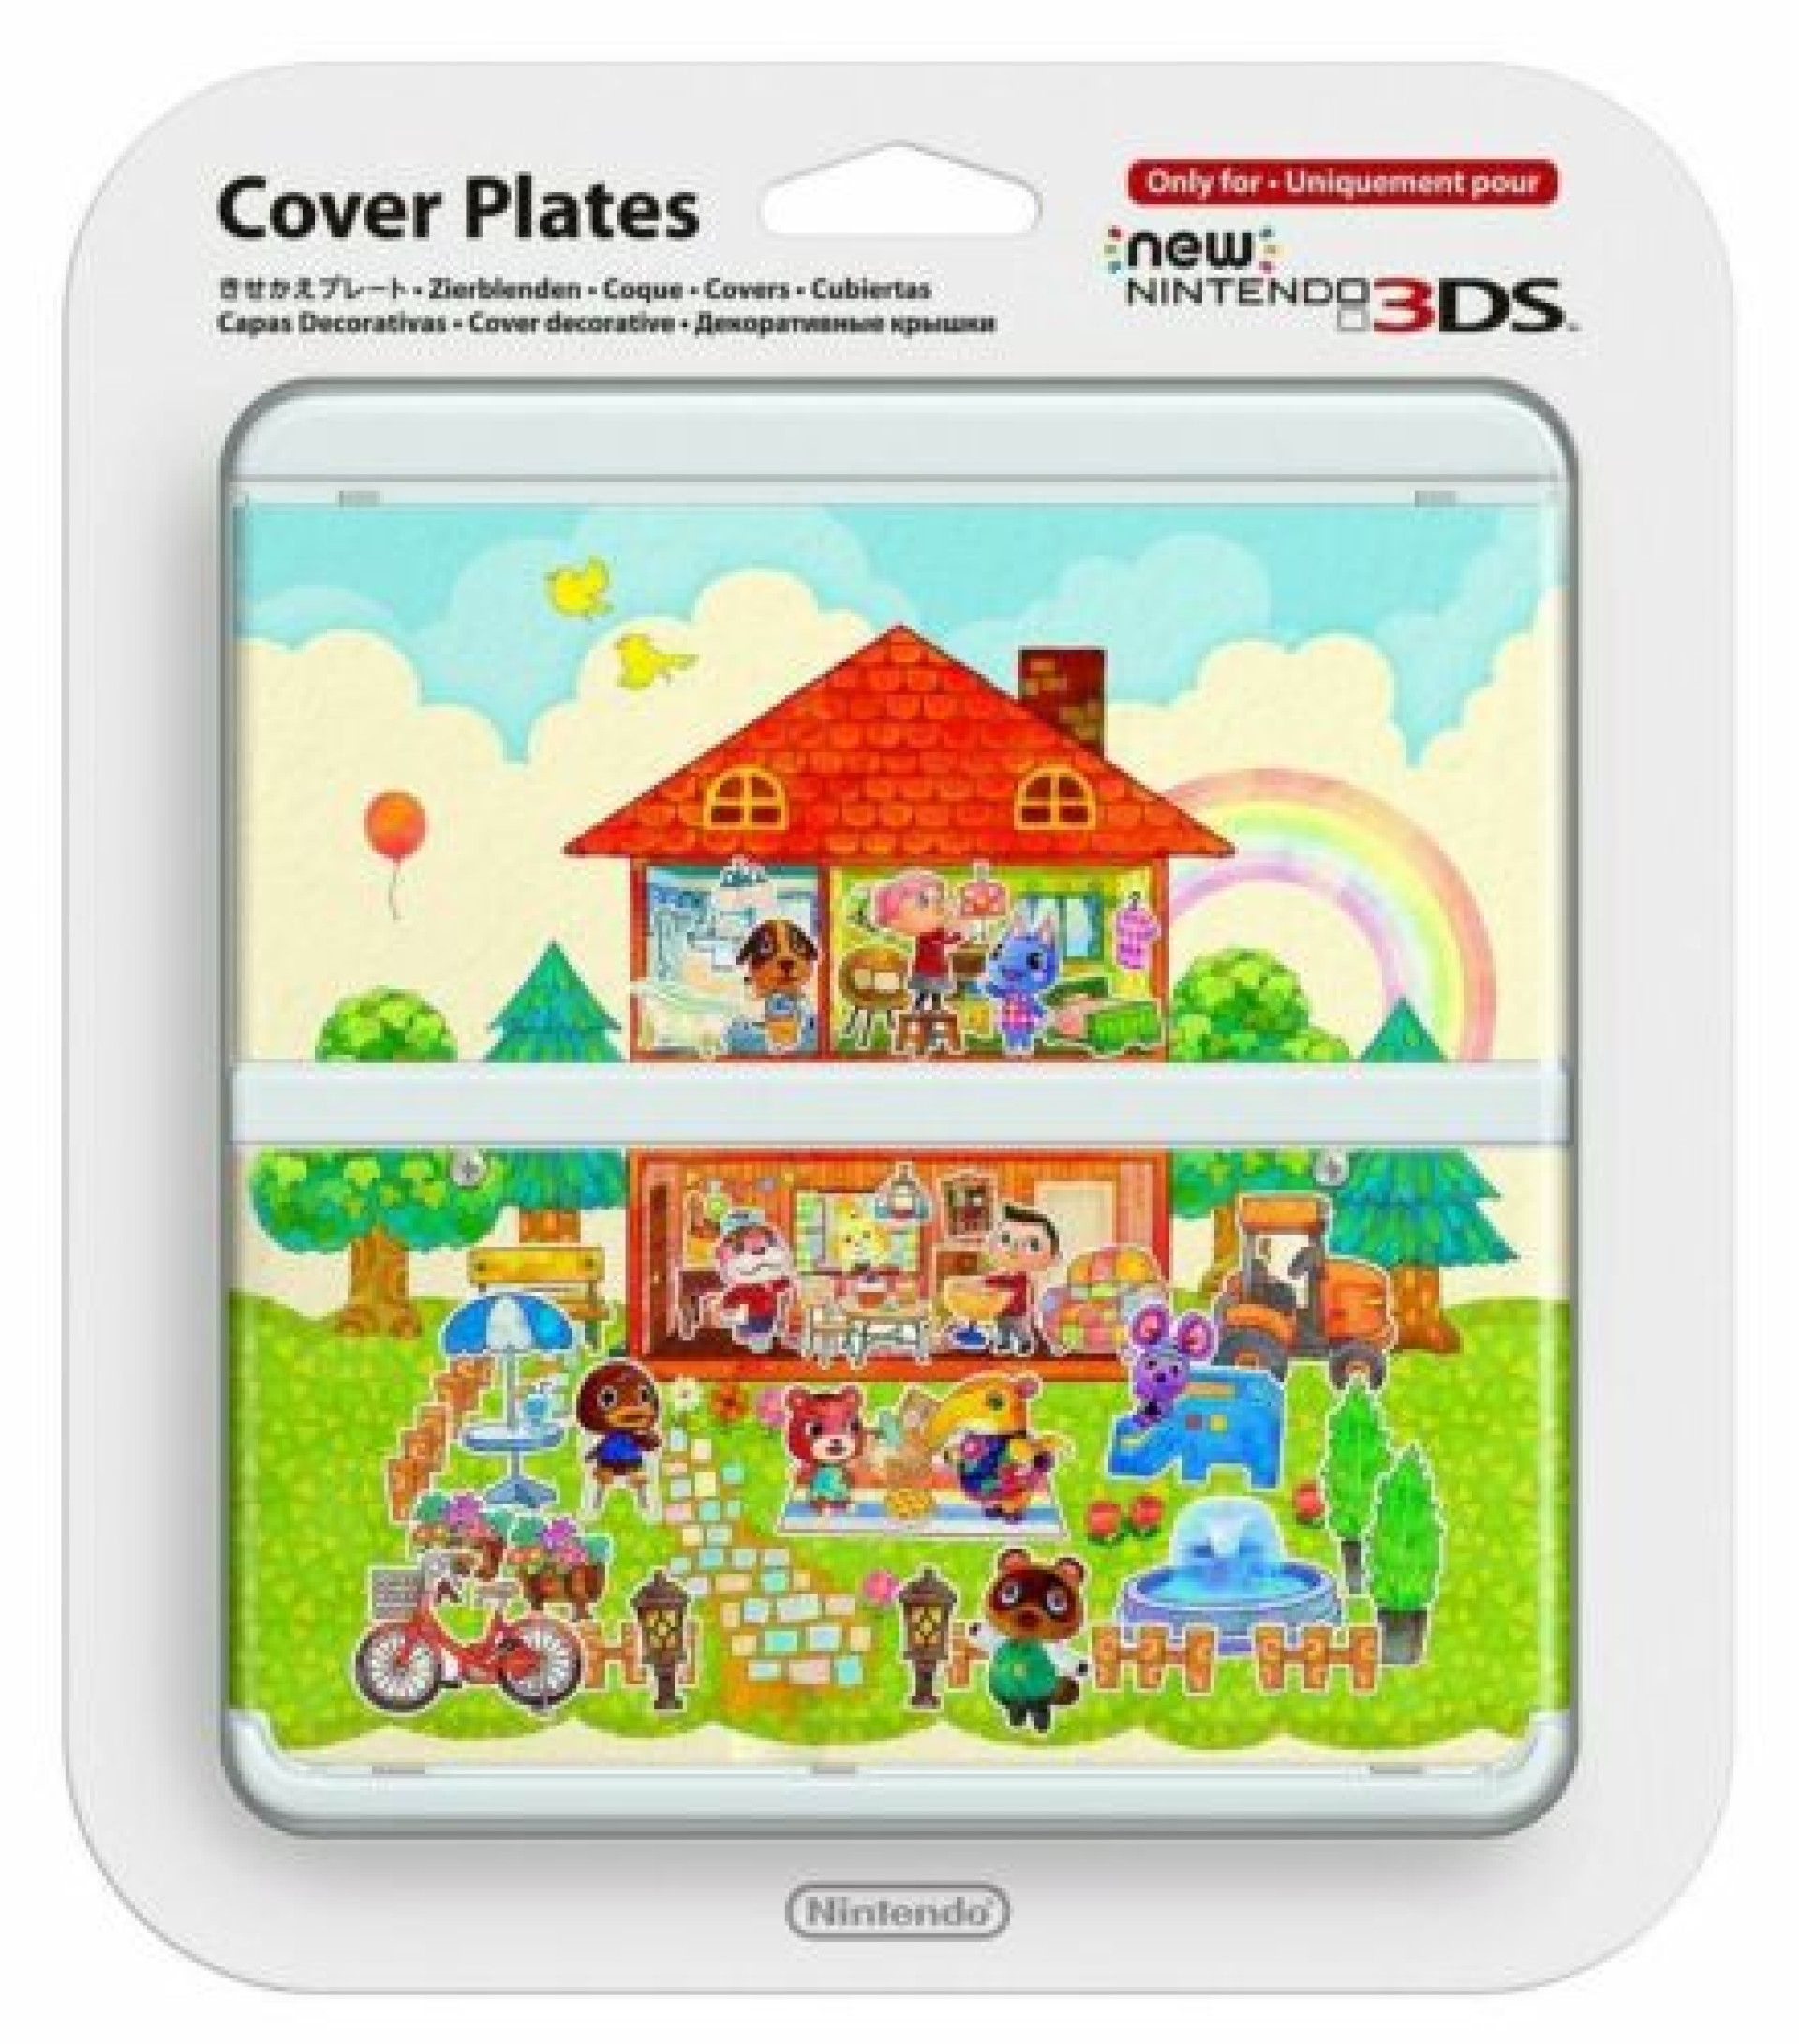 Cover Plates
Only for • Uniquement pour
new
NINTENDO 3DS™
きせかえプレート • Zierblenden • Coque • Covers • Cubiertas
Capas Decorativas • Cover decorative • Декоративные крышки
Nintendo®